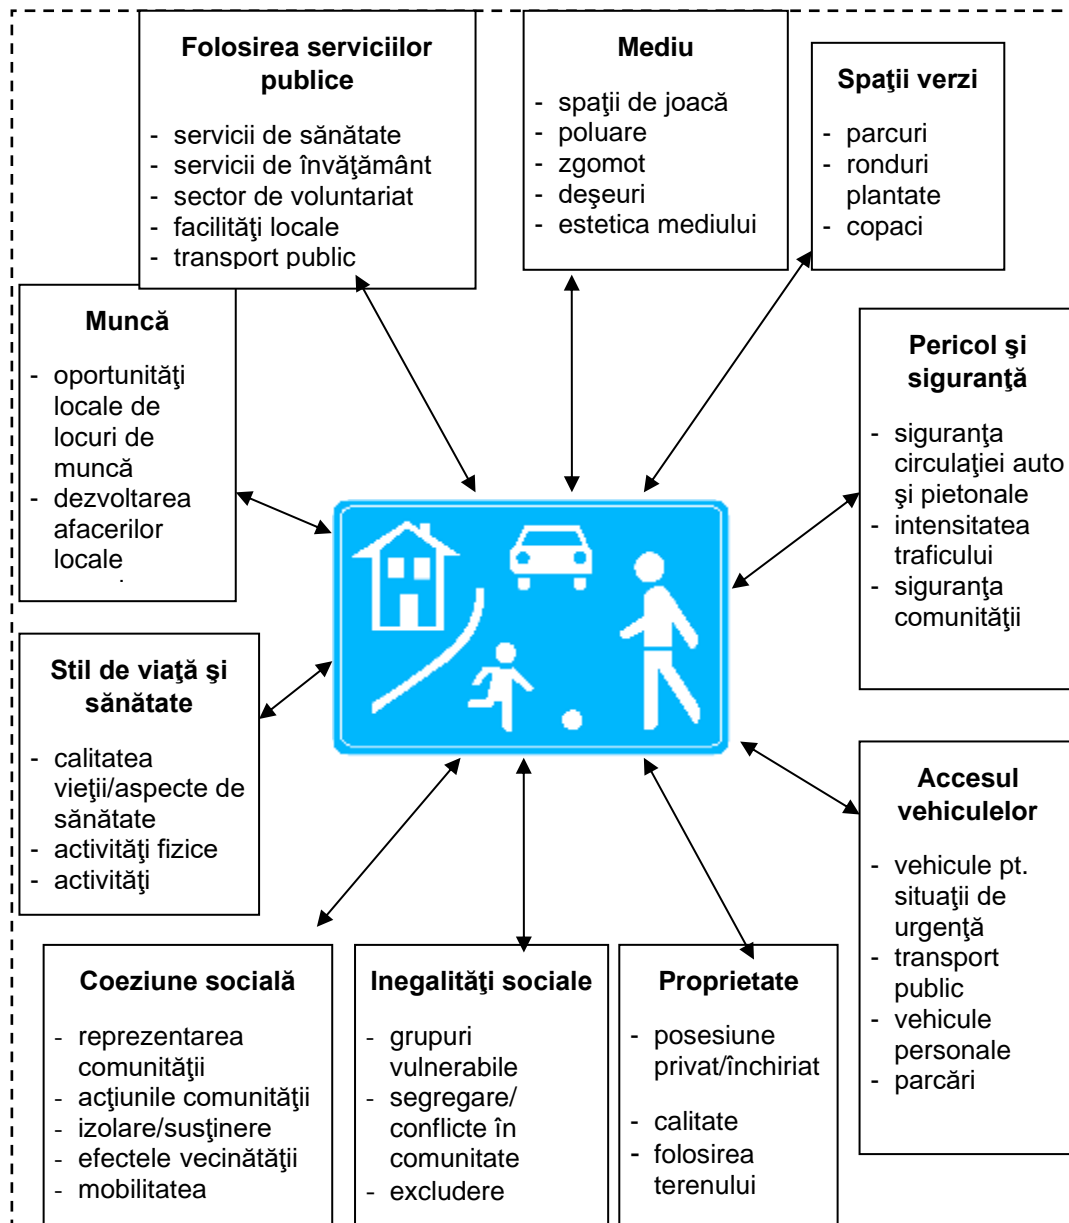 Folosirea serviciilor
publice
- servicii de sănătate
- servicii de învăţământ
- sector de voluntariat
- facilităţi locale
- transport public
Mediu
- spaţii de joacă
- poluare
- zgomot
- deşeuri
- estetica mediului
Spaţii verzi
- parcuri
- ronduri
plantate
- copaci
Muncă
- oportunităţi
locale de
locuri de
muncă
- dezvoltarea
afacerilor
locale
Pericol şi
siguranţă
- siguranţa
circulaţiei auto
şi pietonale
- intensitatea
traficului
- siguranţa
comunităţii
Stil de viaţă şi
sănătate
- calitatea
vieţii/aspecte de
sănătate
- activităţi fizice
- activităţi
Accesul
vehiculelor
- vehicule pt.
situaţii de
urgenţă
- transport
public
- vehicule
personale
- parcări
Coeziune socială
- reprezentarea
comunităţii
- acţiunile comunităţii
- izolare/susţinere
- efectele vecinătăţii
- mobilitatea
Inegalităţi sociale
- grupuri
vulnerabile
- segregare/
conflicte în
comunitate
- excludere
Proprietate
- posesiune
privat/închiriat
- calitate
- folosirea
terenului